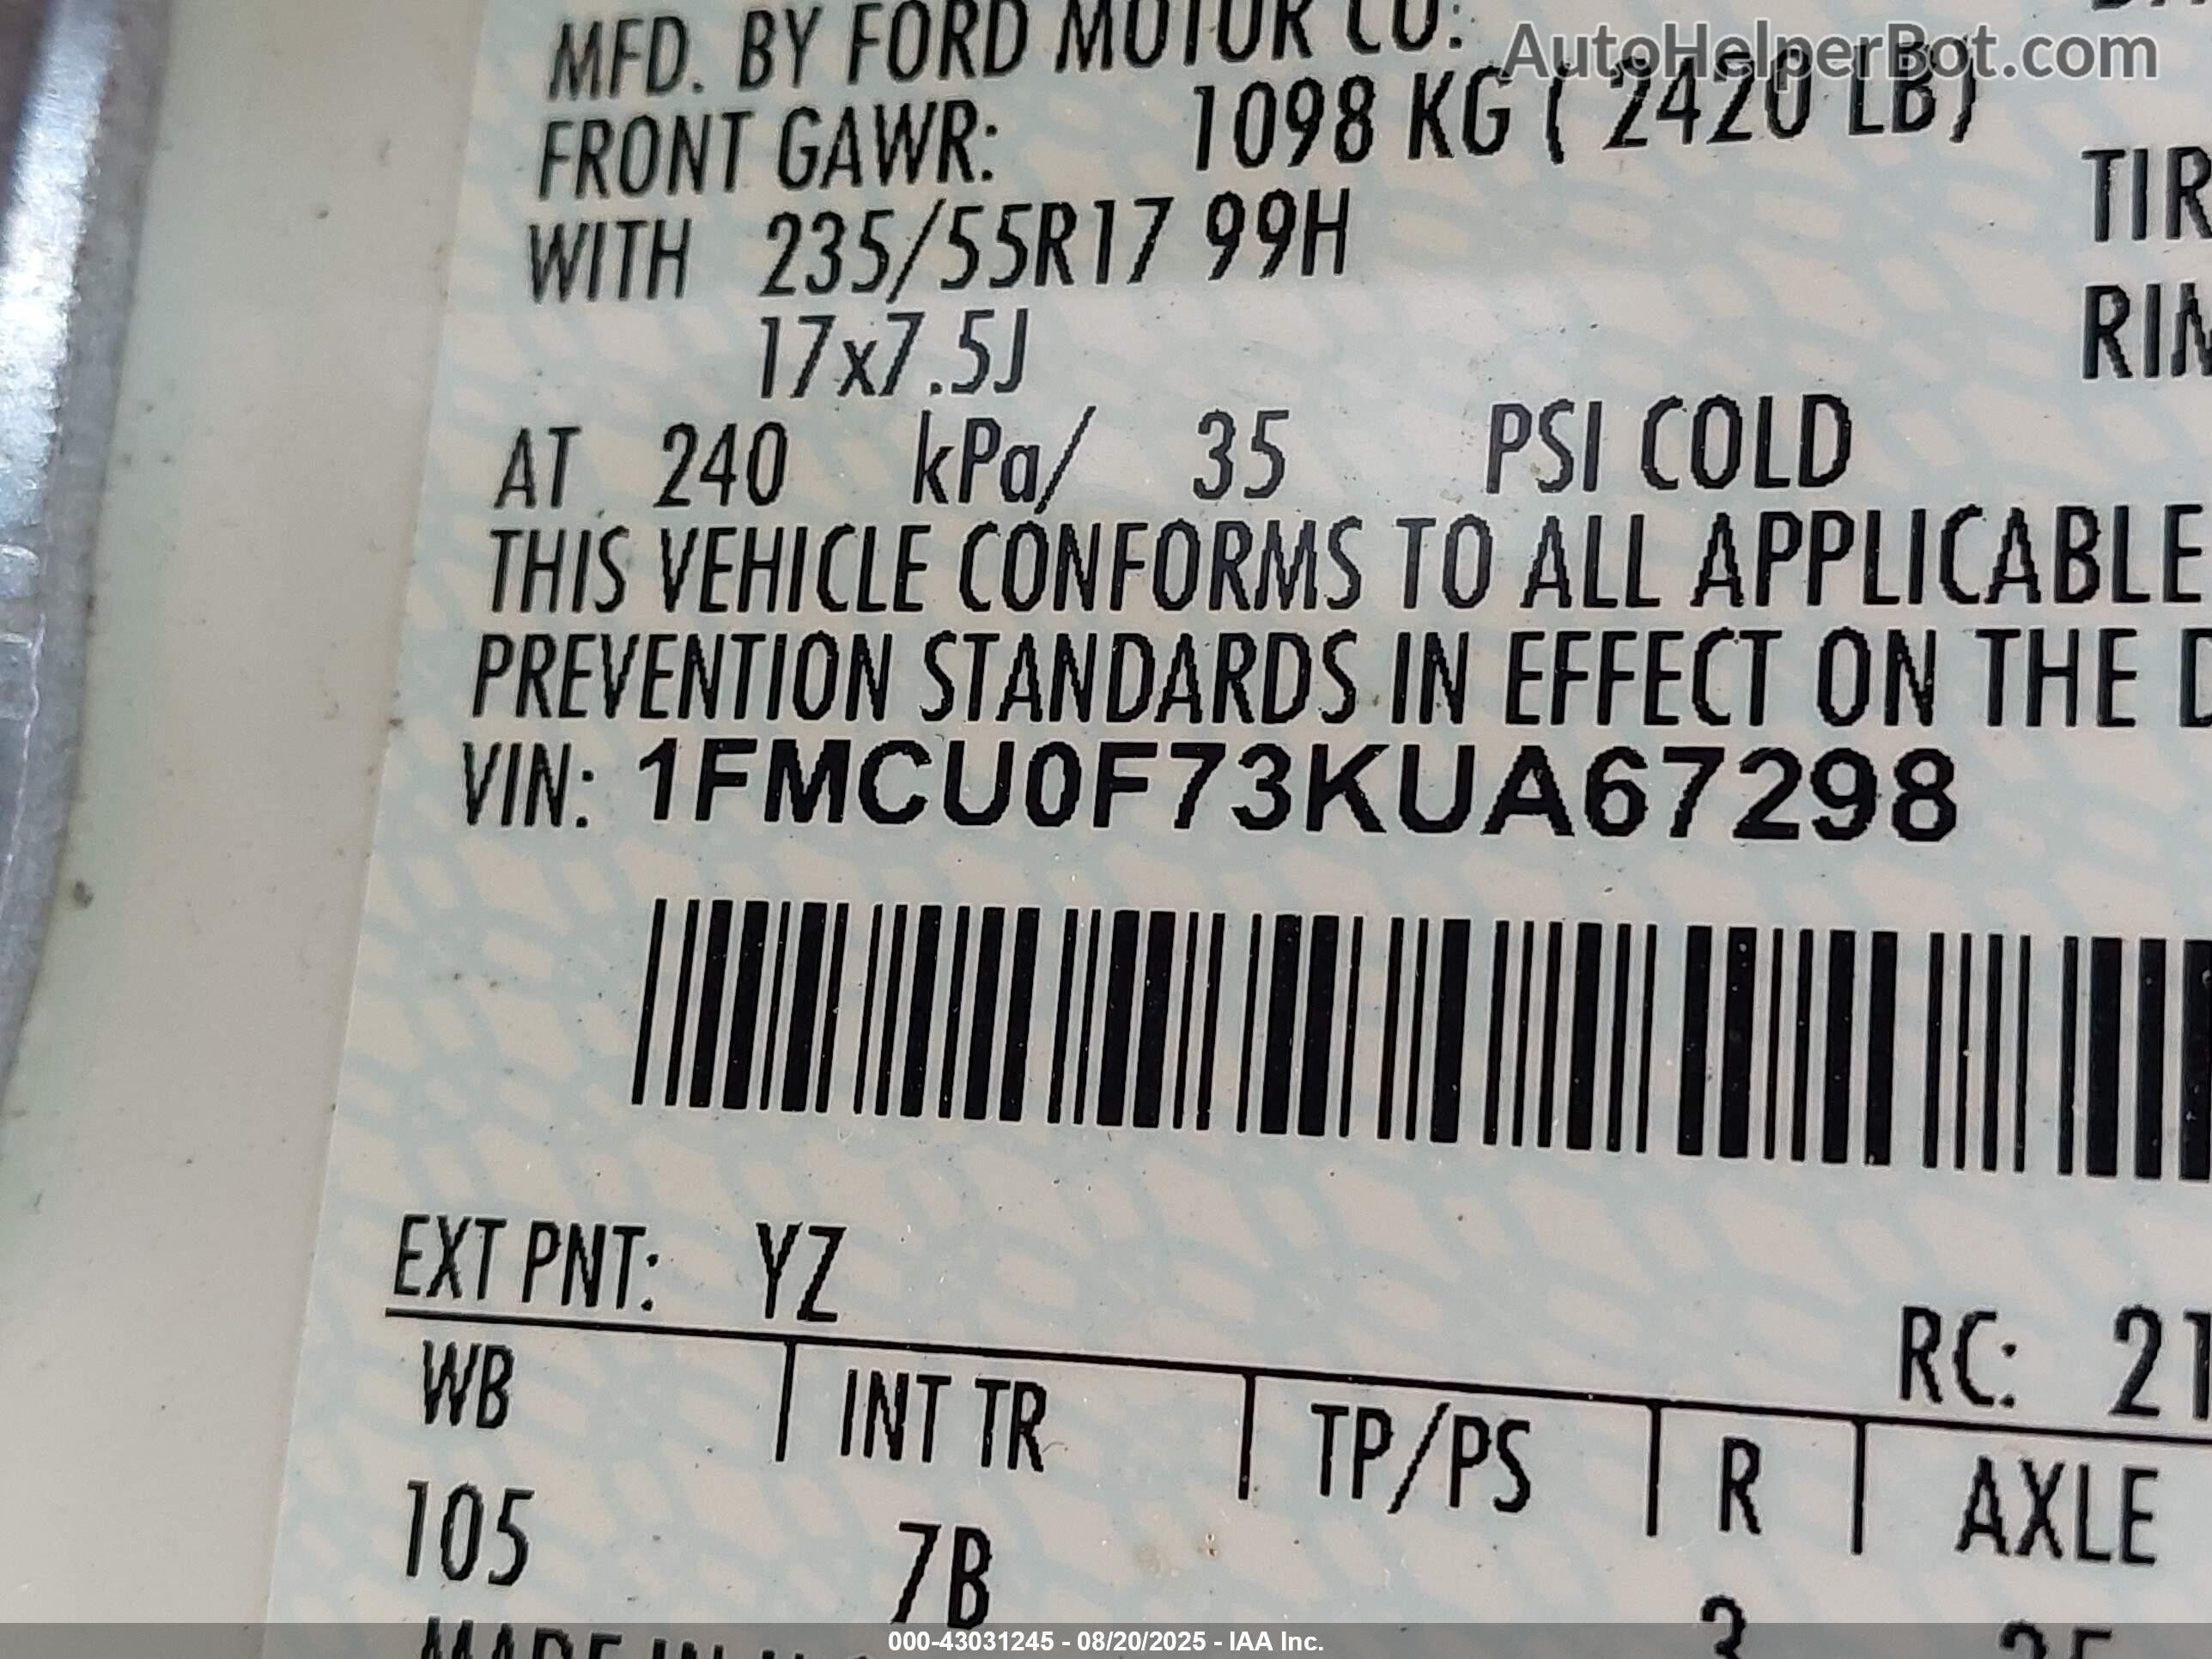 AutoHelperBot.com
MFD. BY FORD MOTOR CO.
FRONT GAWR: 1098 KG ( 2420 LB)
WITH 235/55R17 99H
TIR
17x7.5J
RIM
AT 240 kPa/ 35 PSI COLD
THIS VEHICLE CONFORMS TO ALL APPLICABLE
PREVENTION STANDARDS IN EFFECT ON THE D
VIN: 1FMCU0F73KUA67298
EXT PNT: YZ
RC: 21
WB INT TR TP/PS R AXLE
105 7B 3
MADE IN
000-43031245 - 08/20/2025 - IAA Inc.